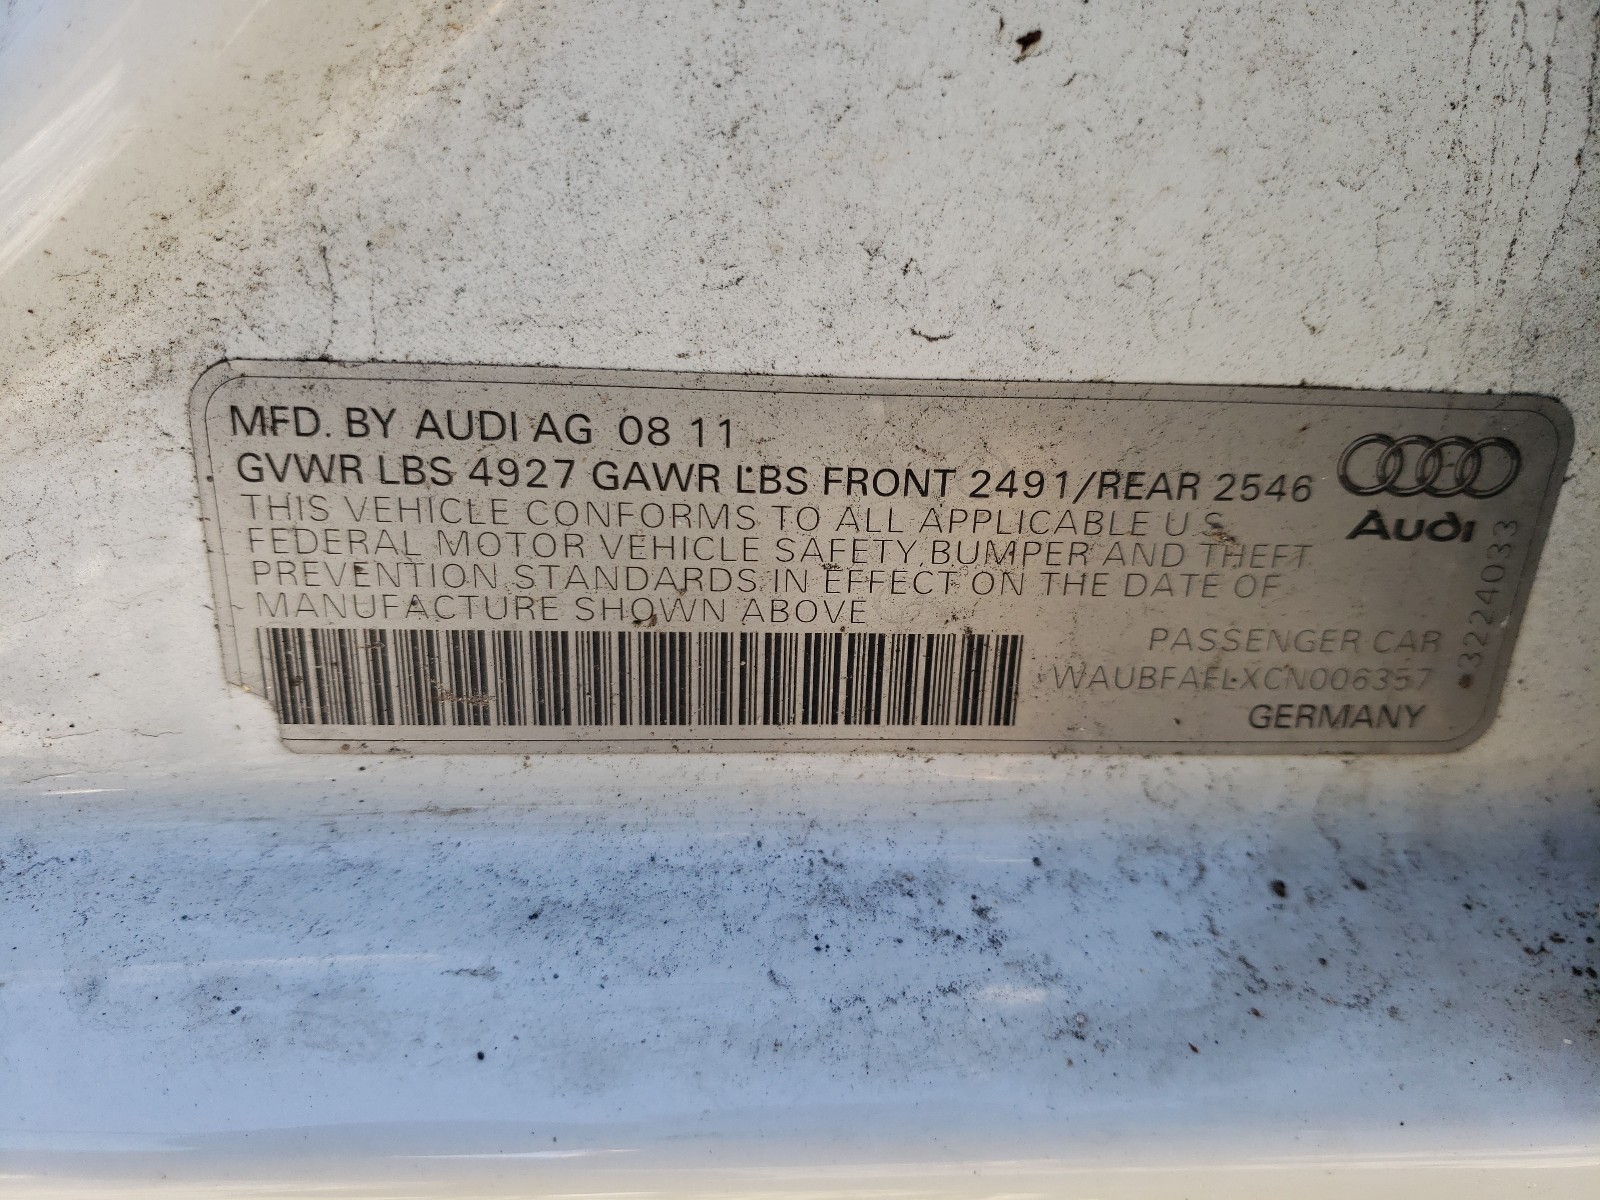 MFD. BY AUDI AG 08 11
GVWR LBS 4927 GAWR LBS FRONT 2491/REAR 2546
THIS VEHICLE CONFORMS TO ALL APPLICABLE U.S.
FEDERAL MOTOR VEHICLE SAFETY, BUMPER AND THEFT
PREVENTION STANDARDS IN EFFECT ON THE DATE OF
MANUFACTURE SHOWN ABOVE
Audi
3224033
PASSENGER CAR
WAUBFAFLXCN006357
GERMANY